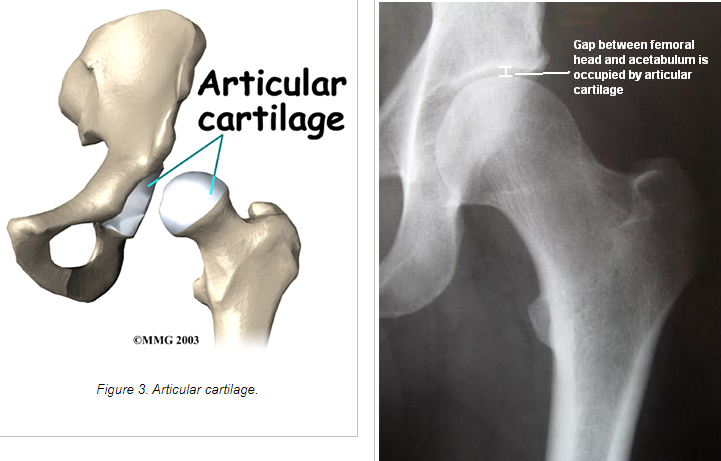 Articular
cartilage
©MMG 2003
Figure 3. Articular cartilage.
Gap between femoral
head and acetabulum is
occupied by articular
cartilage